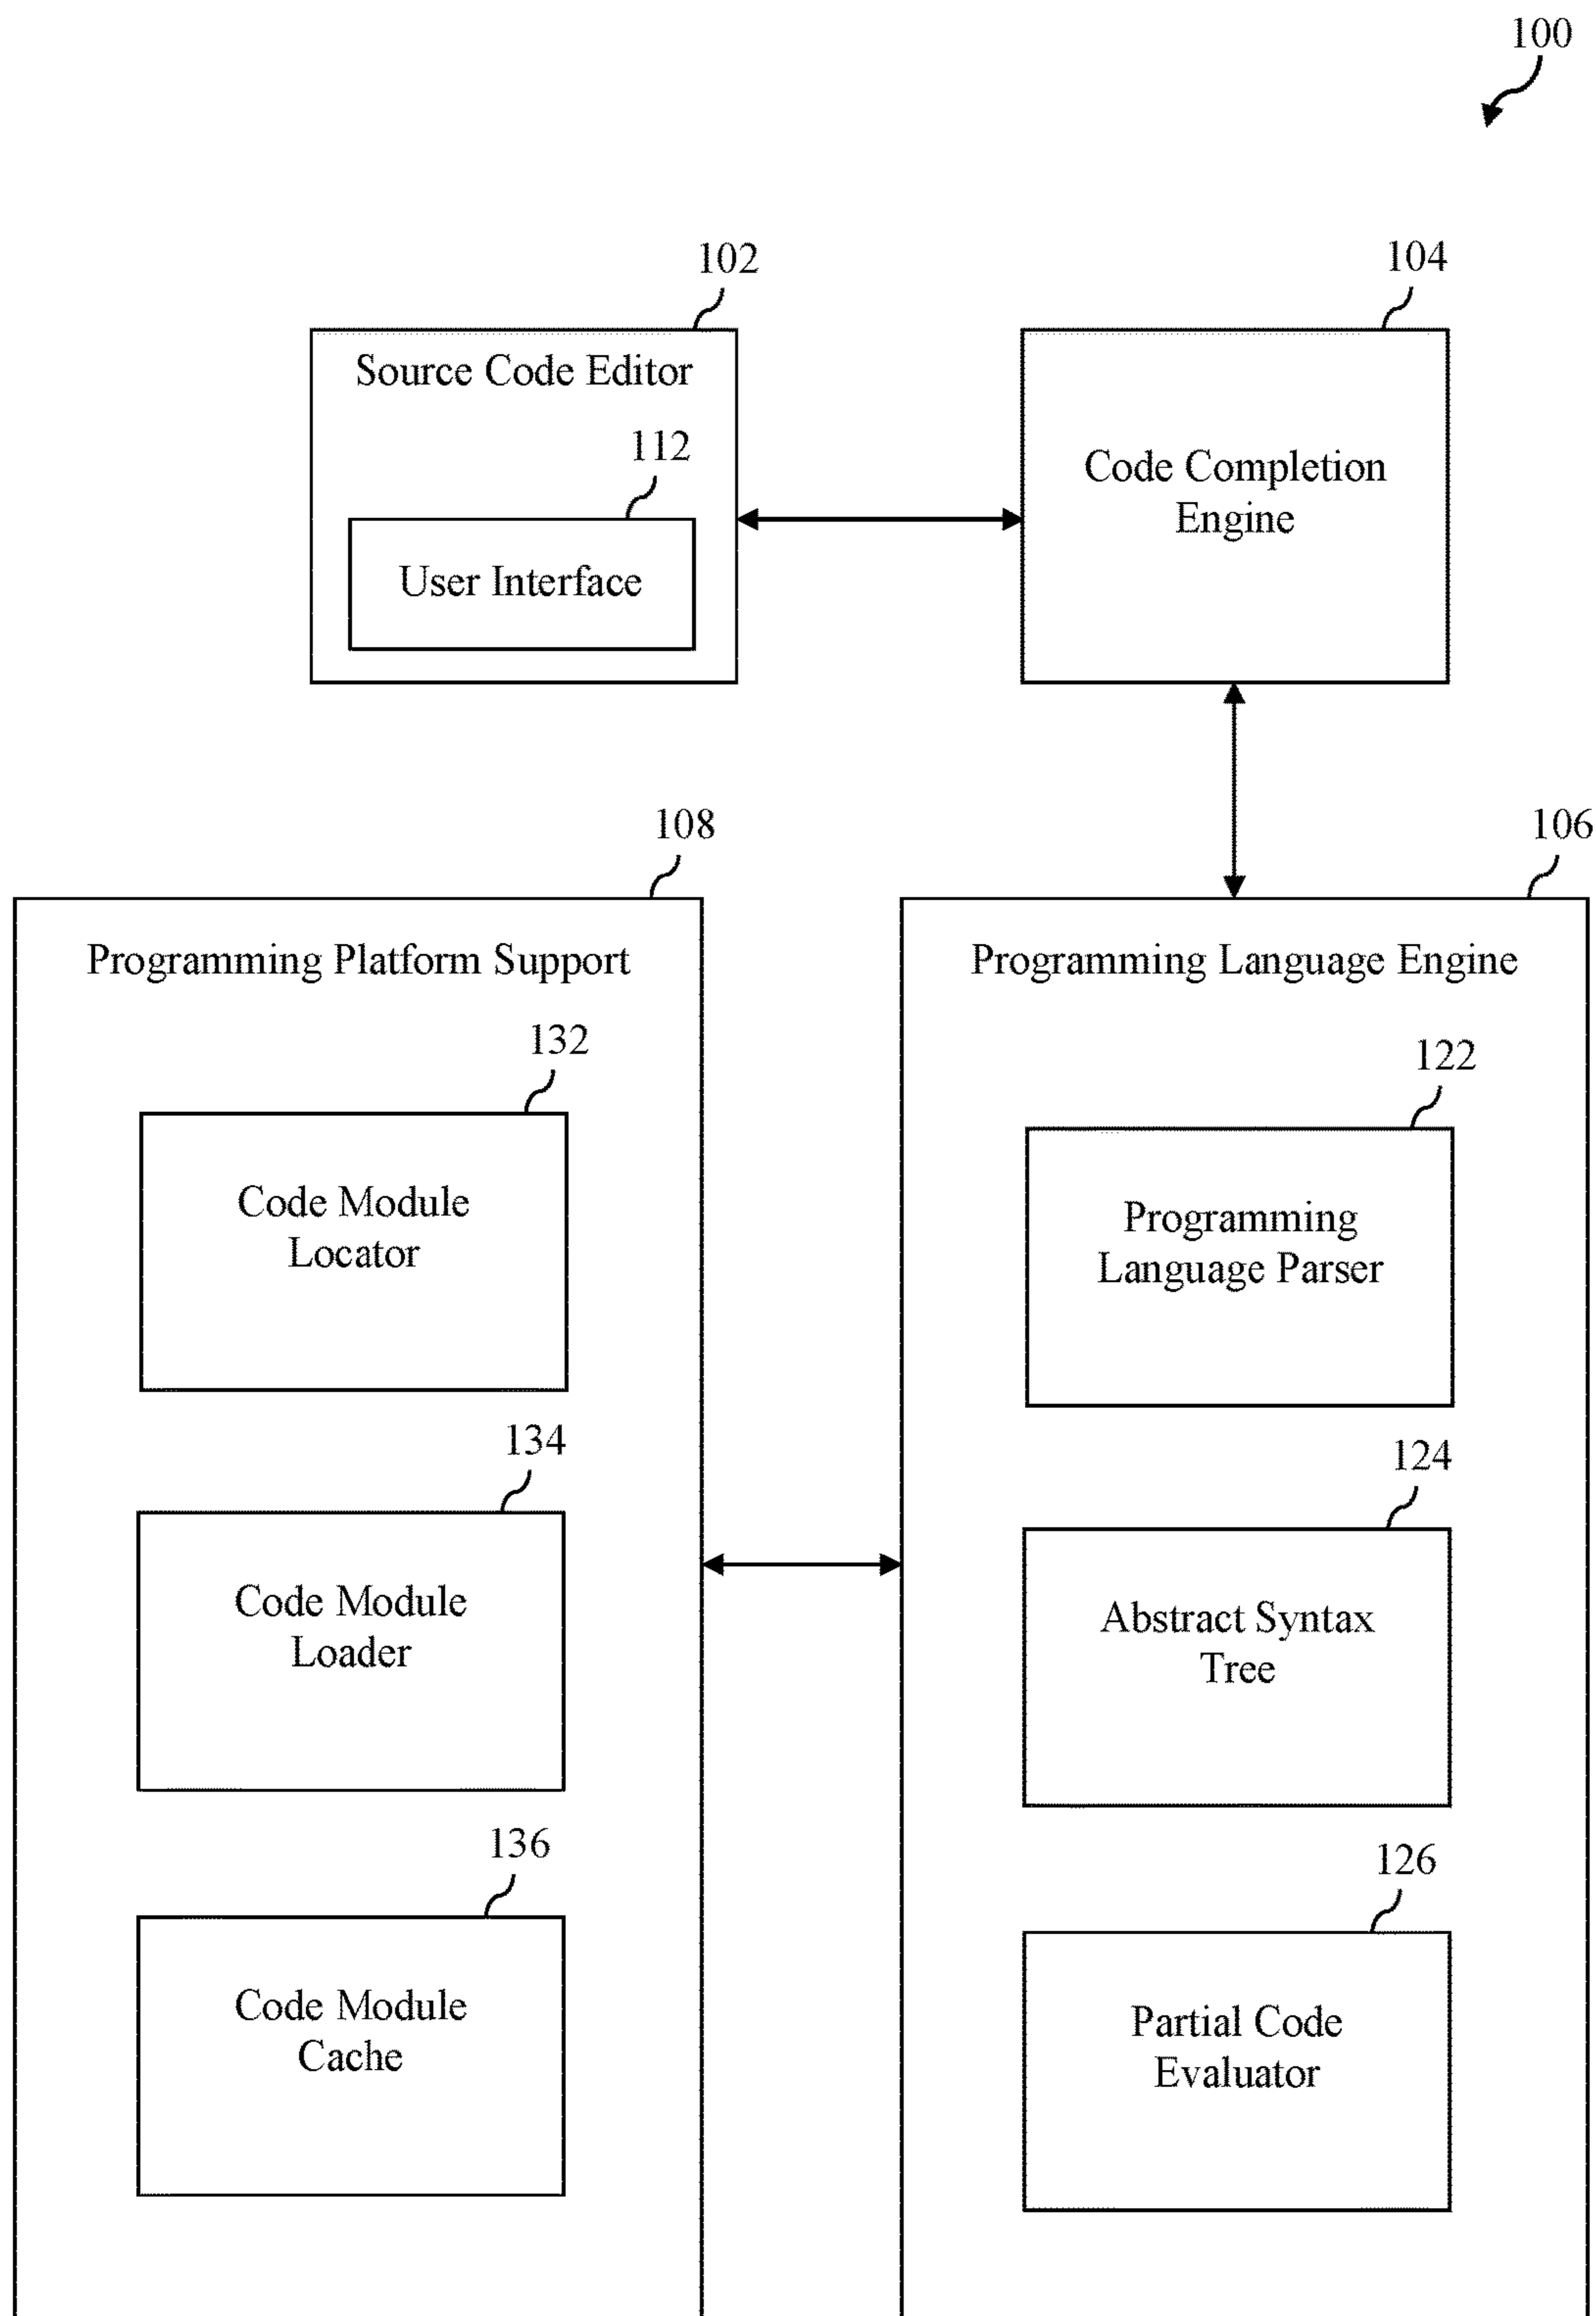 100
102
104
Source Code Editor
112
User Interface
Code Completion
Engine
108
106
Programming Platform Support
Programming Language Engine
132
122
Code Module
Locator
Programming
Language Parser
134
124
Code Module
Loader
Abstract Syntax
Tree
136
126
Code Module
Cache
Partial Code
Evaluator